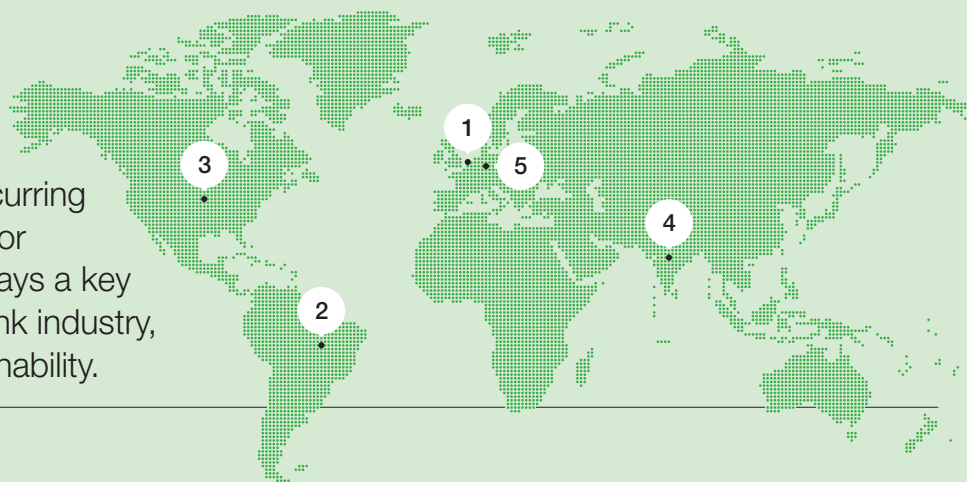 1
5
3
4
2
curring
or
ays a key
nk industry,
nability.